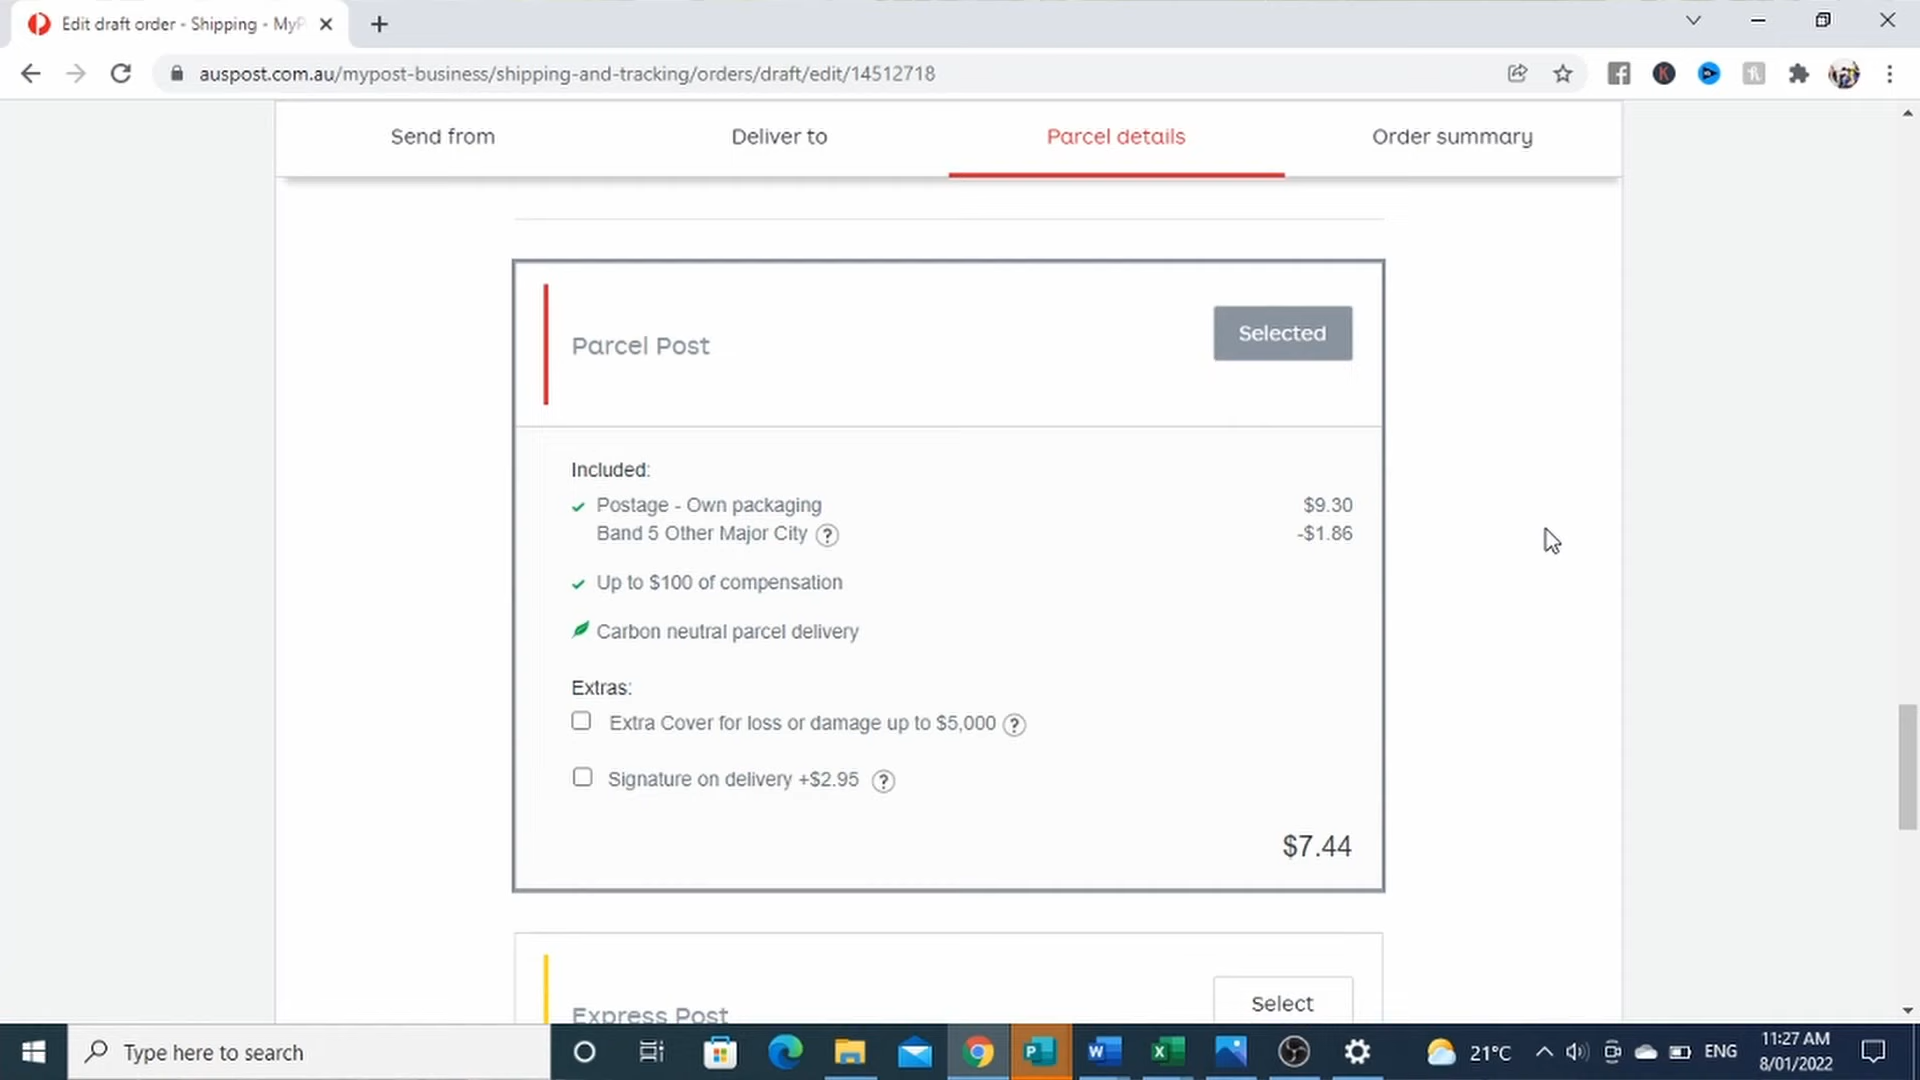 Edit draft order - Shipping - MyP
auspost.com.au/mypost-business/shipping-and-tracking/orders/draft/edit/14512718
Send from
Deliver to
Parcel details
Order summary
Parcel Post
Selected
Included:
Postage - Own packaging
$9.30
Band 5 Other Major City ?
-$1.86
Up to $100 of compensation
Carbon neutral parcel delivery
Extras:
Extra Cover for loss or damage up to $5,000 ?
Signature on delivery +$2.95 ?
$7.44
Express Post
Select
Type here to search
21°C
ENG
11:27 AM
8/01/2022